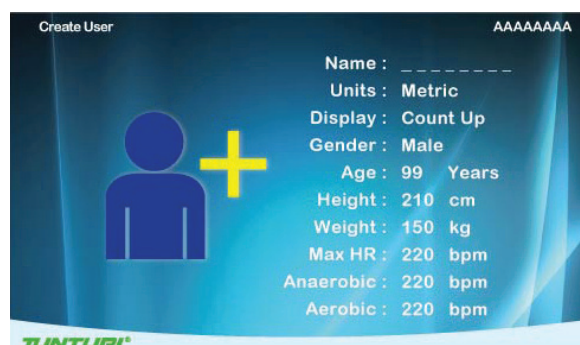 Create User
AAAAAAAA
Name : _ _ _ _ _ _ _ _
Units : Metric
Display : Count Up
Gender : Male
Age : 99 Years
Height : 210 cm
Weight : 150 kg
Max HR : 220 bpm
Anaerobic : 220 bpm
Aerobic : 220 bpm
TUNTURI®